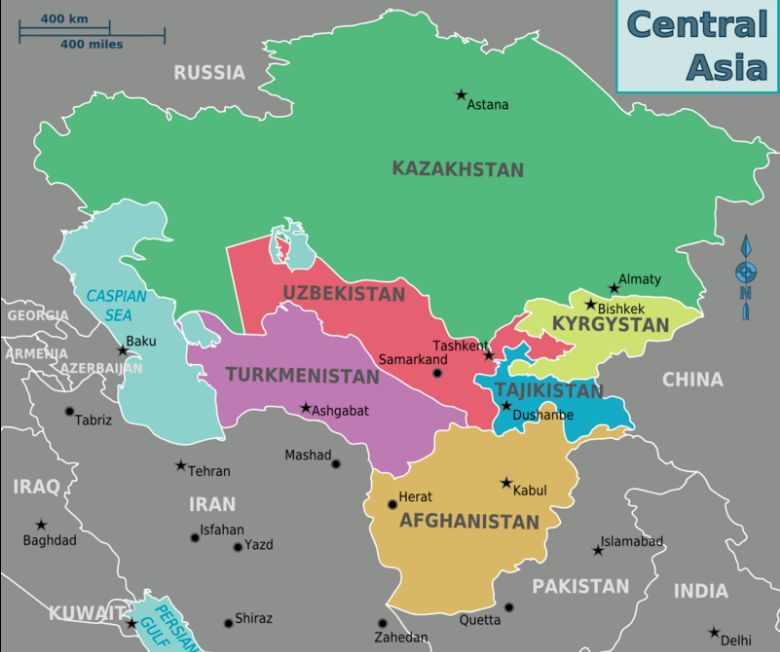 400 km
400 miles
Central
Asia
RUSSIA
Astana
KAZAKHSTAN
CASPIAN
SEA
UZBEKISTAN
Almaty
N
Bishkek
GEORGIA
KYRGYSTAN
Baku
Tashkent
ARMENIA
Samarkand
AZERBAIJAN
TURKMENISTAN
CHINA
TAJIKISTAN
Ashgabat
Dushanbe
Tabriz
Mashad
Tehran
IRAQ
Kabul
Herat
IRAN
AFGHANISTAN
Isfahan
Baghdad
Yazd
Islamabad
PAKISTAN
INDIA
KUWAIT
PERSIAN
GULF
Shiraz
Quetta
Zahedan
Delhi